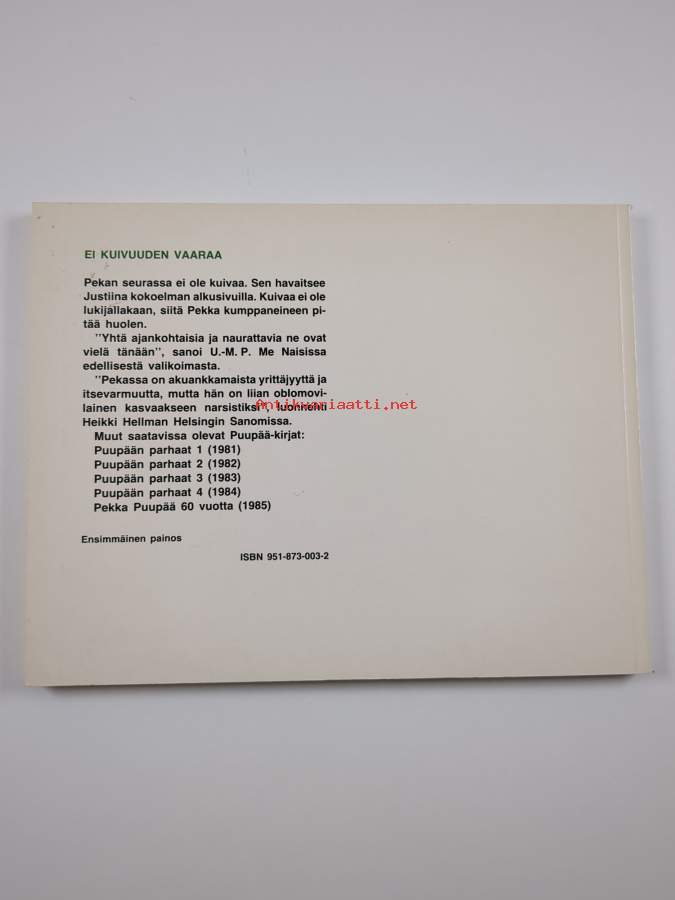 EI KUIVUUDEN VAARAA
Pekan seurassa ei ole kuivaa. Sen havaitsee
Justiina kokoelman alkusivuilla. Kuivaa ei ole
lukijallakaan, siitä Pekka kumppaneineen pi-
tää huolen.
"Yhtä ajankohtaisia ja naurattavia ne ovat
vielä tänään", sanoi U.-M. P. Me Naisissa
edellisestä valikoimasta.
"Pekassa on akuankkamaista yrittäjyyttä ja
itsevarmuutta, mutta hän on liian oblomovi-
lainen kasvaakseen narsistiksi", luonnehti
antikvariaatti.net
Heikki Hellman Helsingin Sanomissa.
Muut saatavissa olevat Puupää-kirjat:
Puupään parhaat 1 (1981)
Puupään parhaat 2 (1982)
Puupään parhaat 3 (1983)
Puupään parhaat 4 (1984)
Pekka Puupää 60 vuotta (1985)
Ensimmäinen painos
ISBN 951-873-003-2